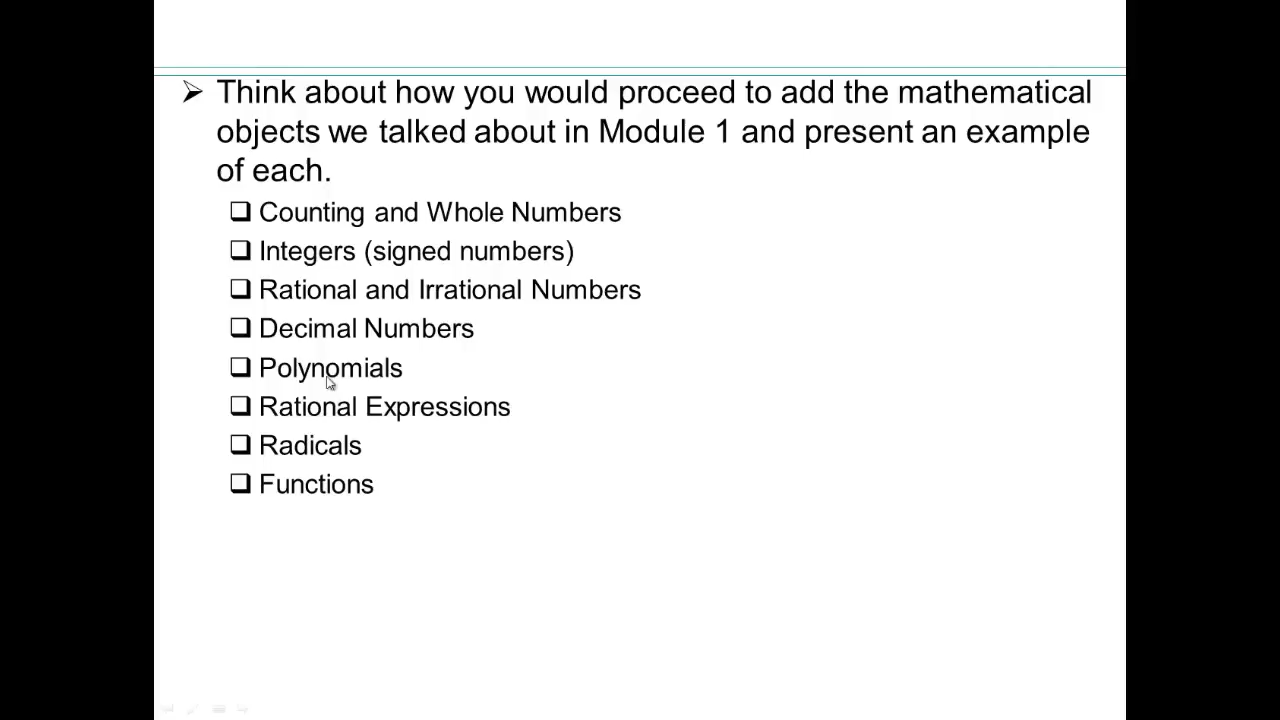 Think about how you would proceed to add the mathematical
objects we talked about in Module 1 and present an example
of each.
Counting and Whole Numbers
Integers (signed numbers)
Rational and Irrational Numbers
Decimal Numbers
Polynomials
Rational Expressions
Radicals
Functions